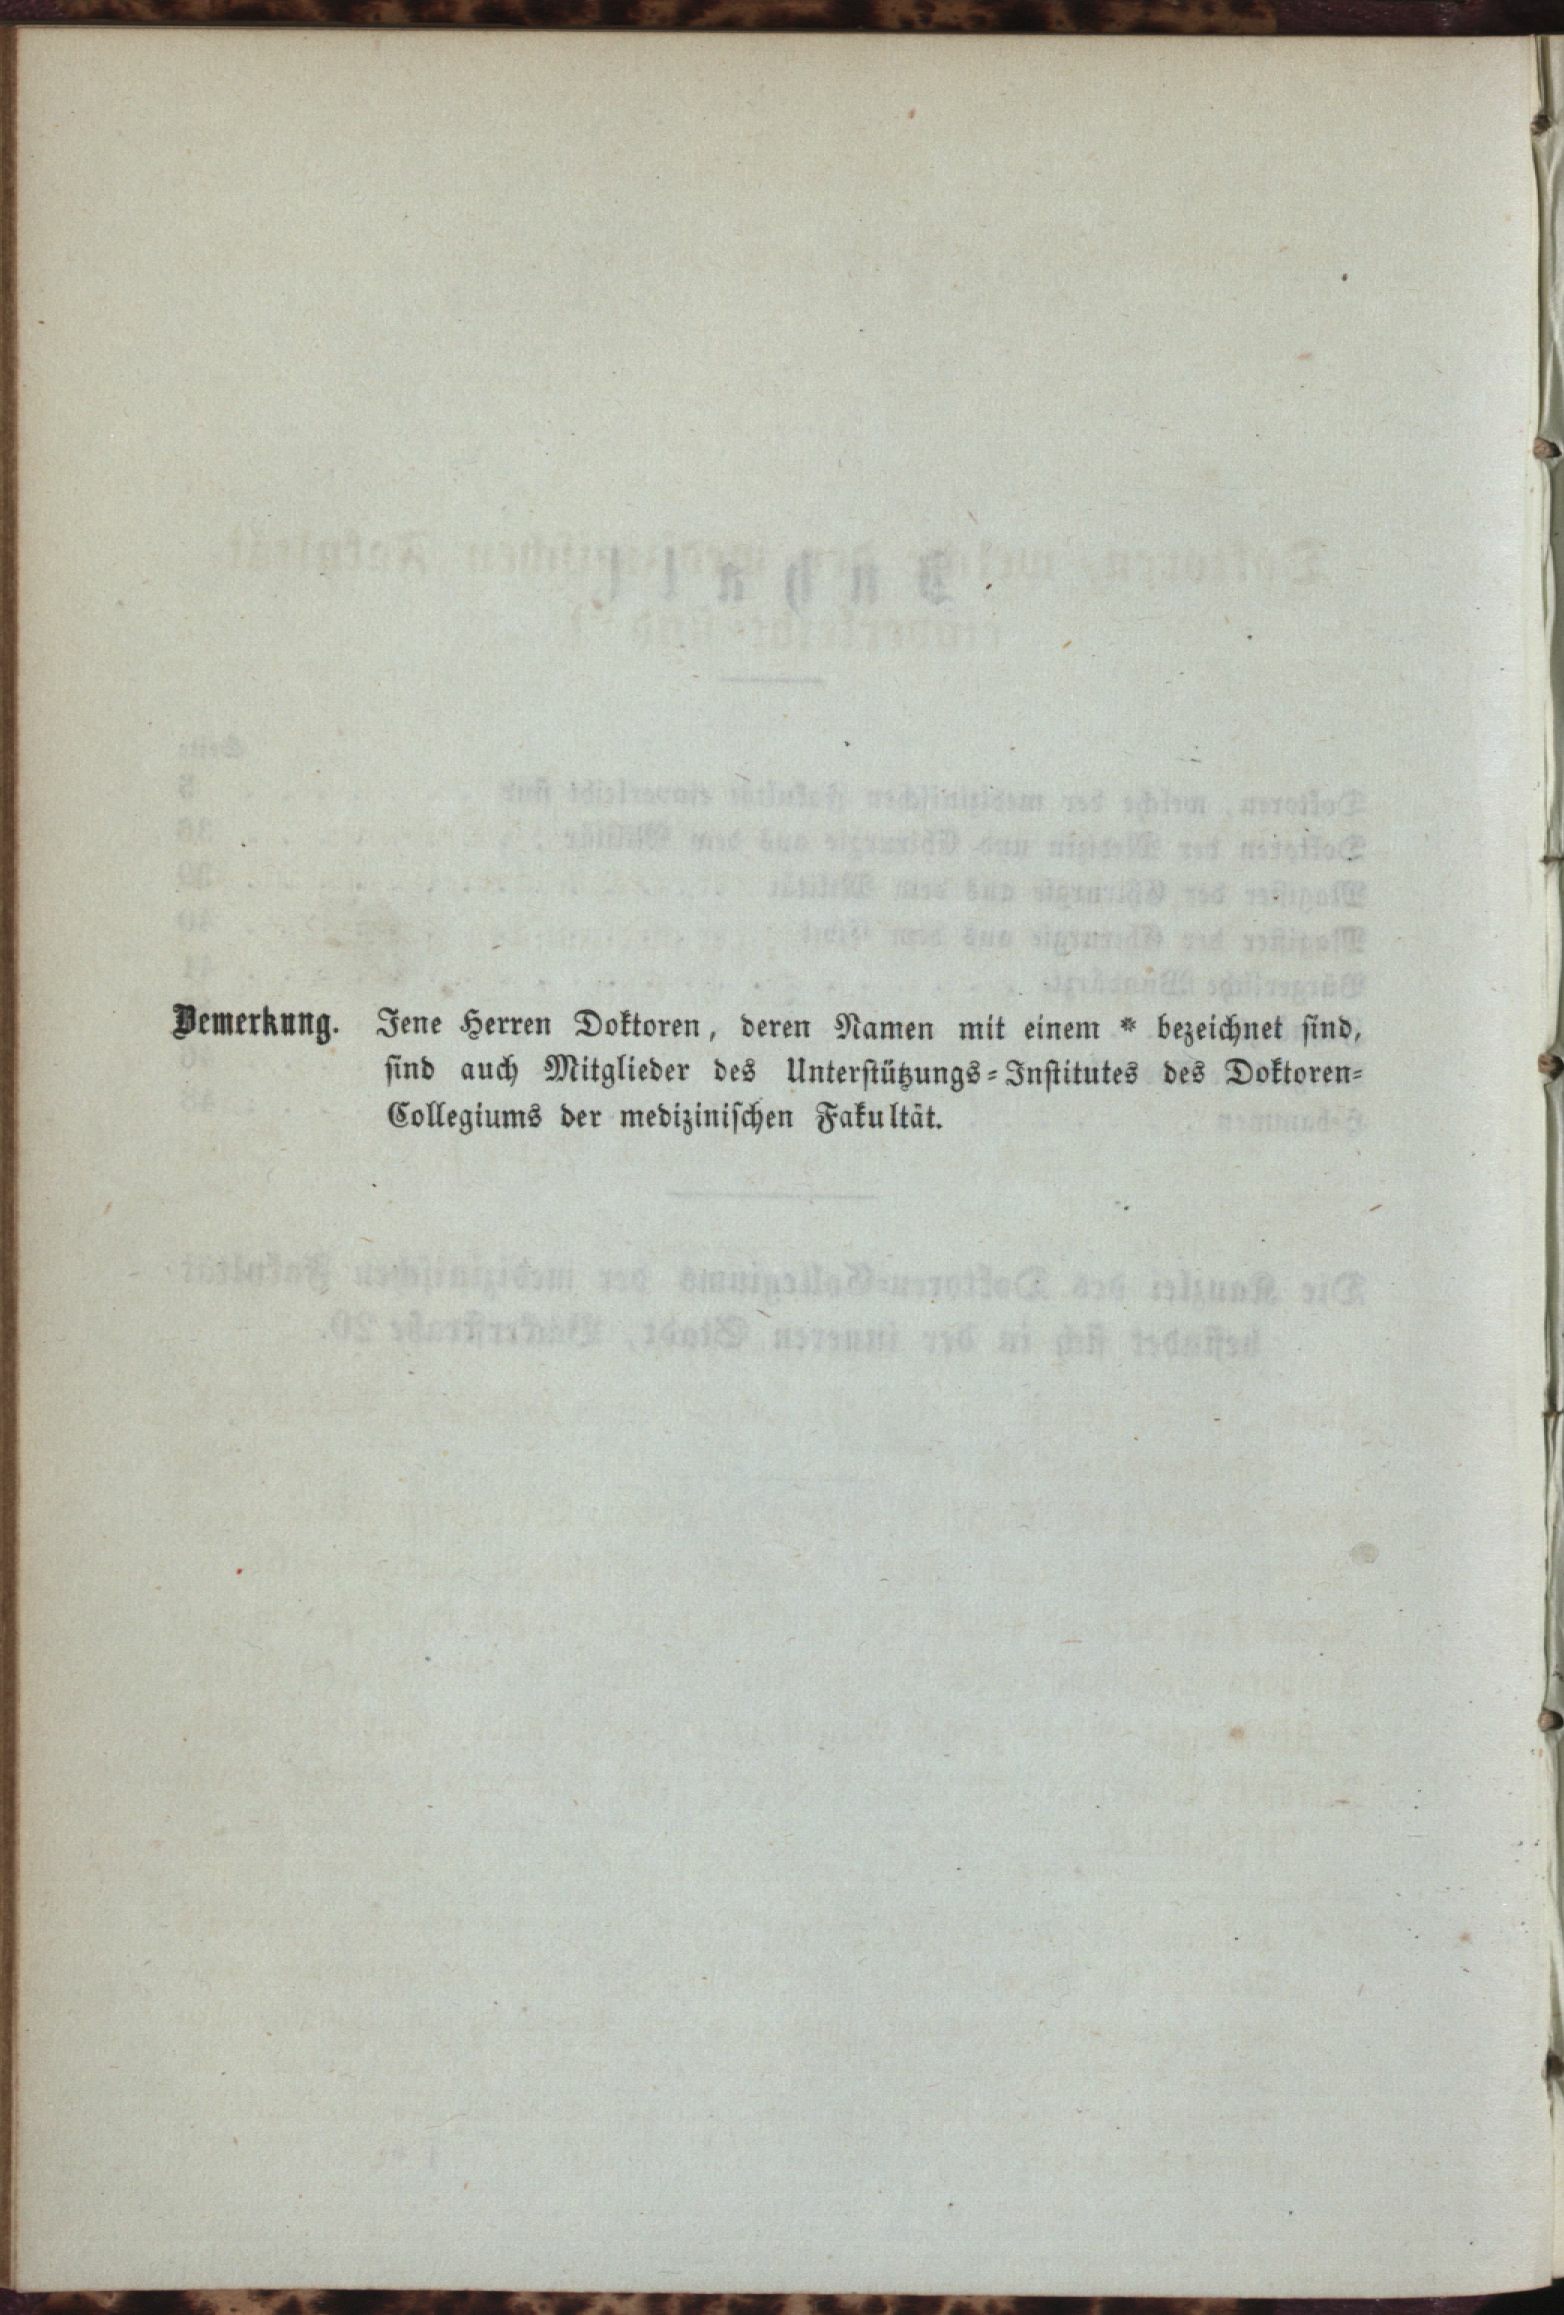 Bemerkung. Jene Herren Doktoren, deren Namen mit einem * bezeichnet sind,
sind auch Mitglieder des Unterstützungs-Institutes des Doktoren-
Collegiums der medizinischen Fakultät.